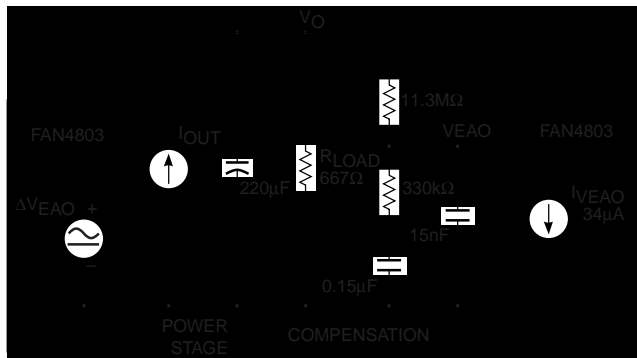 VO
11.3MΩ
FAN4803
IOUT
VEAO
FAN4803
RLOAD
667Ω
220µF
330kΩ
ΔVEAO
+
–
IVEAO
34µA
15nF
0.15µF
POWER
STAGE
COMPENSATION